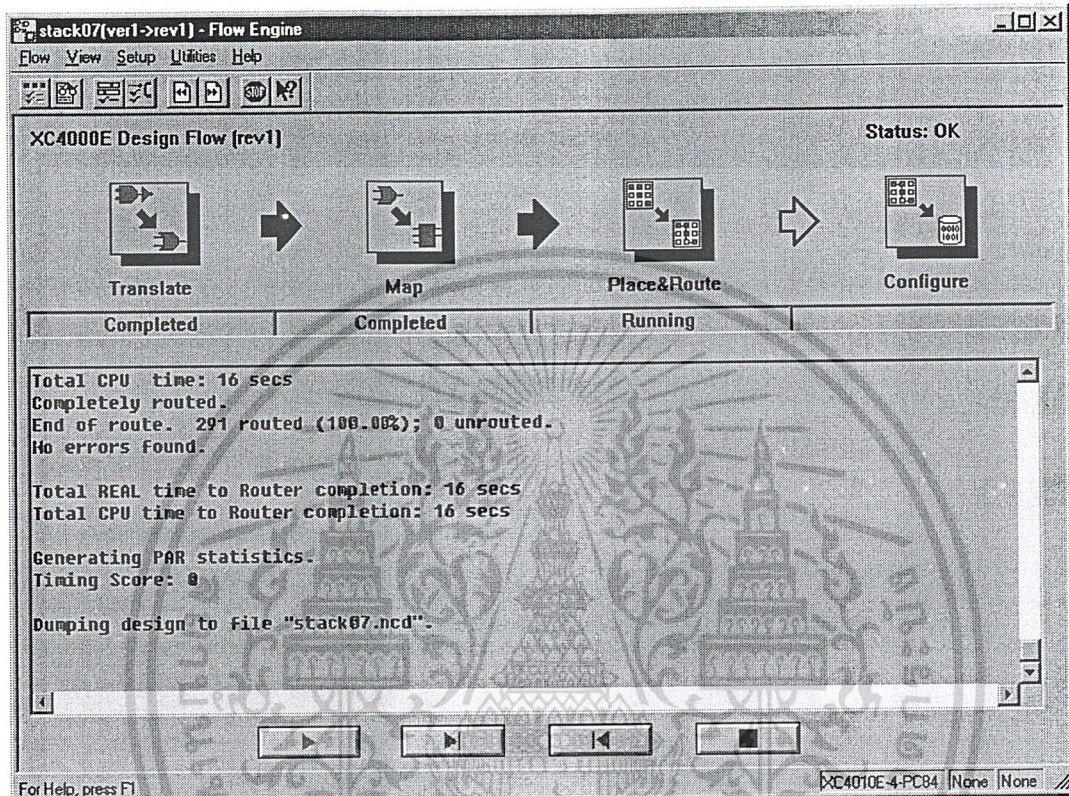 stack07(ver1->rev1) - Flow Engine
Flow View Setup Utilities Help
STOP
XC4000E Design Flow (rev1)
Status: OK
0010
1001
Translate
Map
Place&Route
Configure
Completed
Completed
Running
Total CPU time: 16 secs
Completely routed.
End of route. 291 routed (100.00%); 0 unrouted.
No errors found.
Total REAL time to Router completion: 16 secs
Total CPU time to Router completion: 16 secs
Generating PAR statistics.
Timing Score: 0
Dumping design to file "stack07.ncd".
For Help, press F1
XC4010E-4-PC84 None None